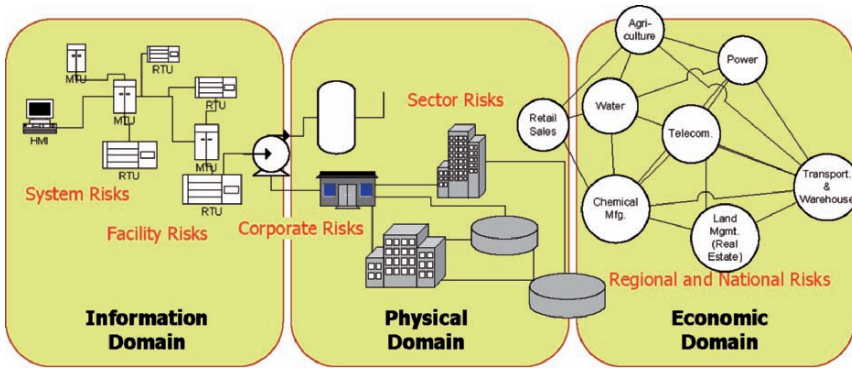 MTU
RTU
RTU
HMI
MTU
RTU
MTU
RTU
System Risks
Facility Risks
Information
Domain
Sector Risks
Corporate Risks
Physical
Domain
Agri-
culture
Power
Retail
Sales
Water
Telecom.
Chemical
Mfg.
Transport.
&
Warehouse
Land
Mgmt.
(Real
Estate)
Regional and National Risks
Economic
Domain